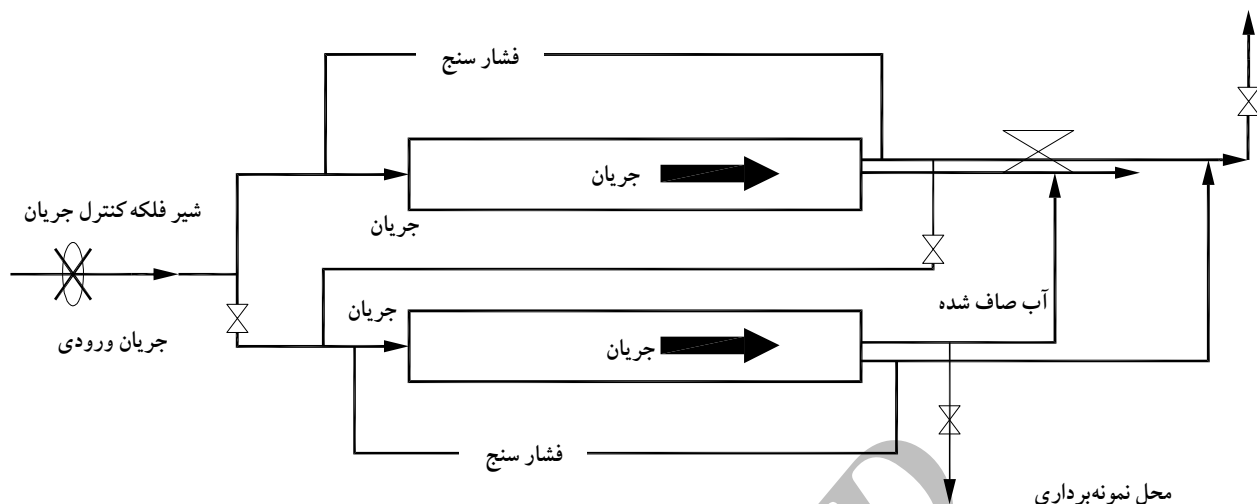 فشار سنج
جریان
شیر فلکه کنترل جریان
جریان
آب صاف شده
جریان
جریان ورودی
جریان
فشار سنج
محل نمونه‌برداری